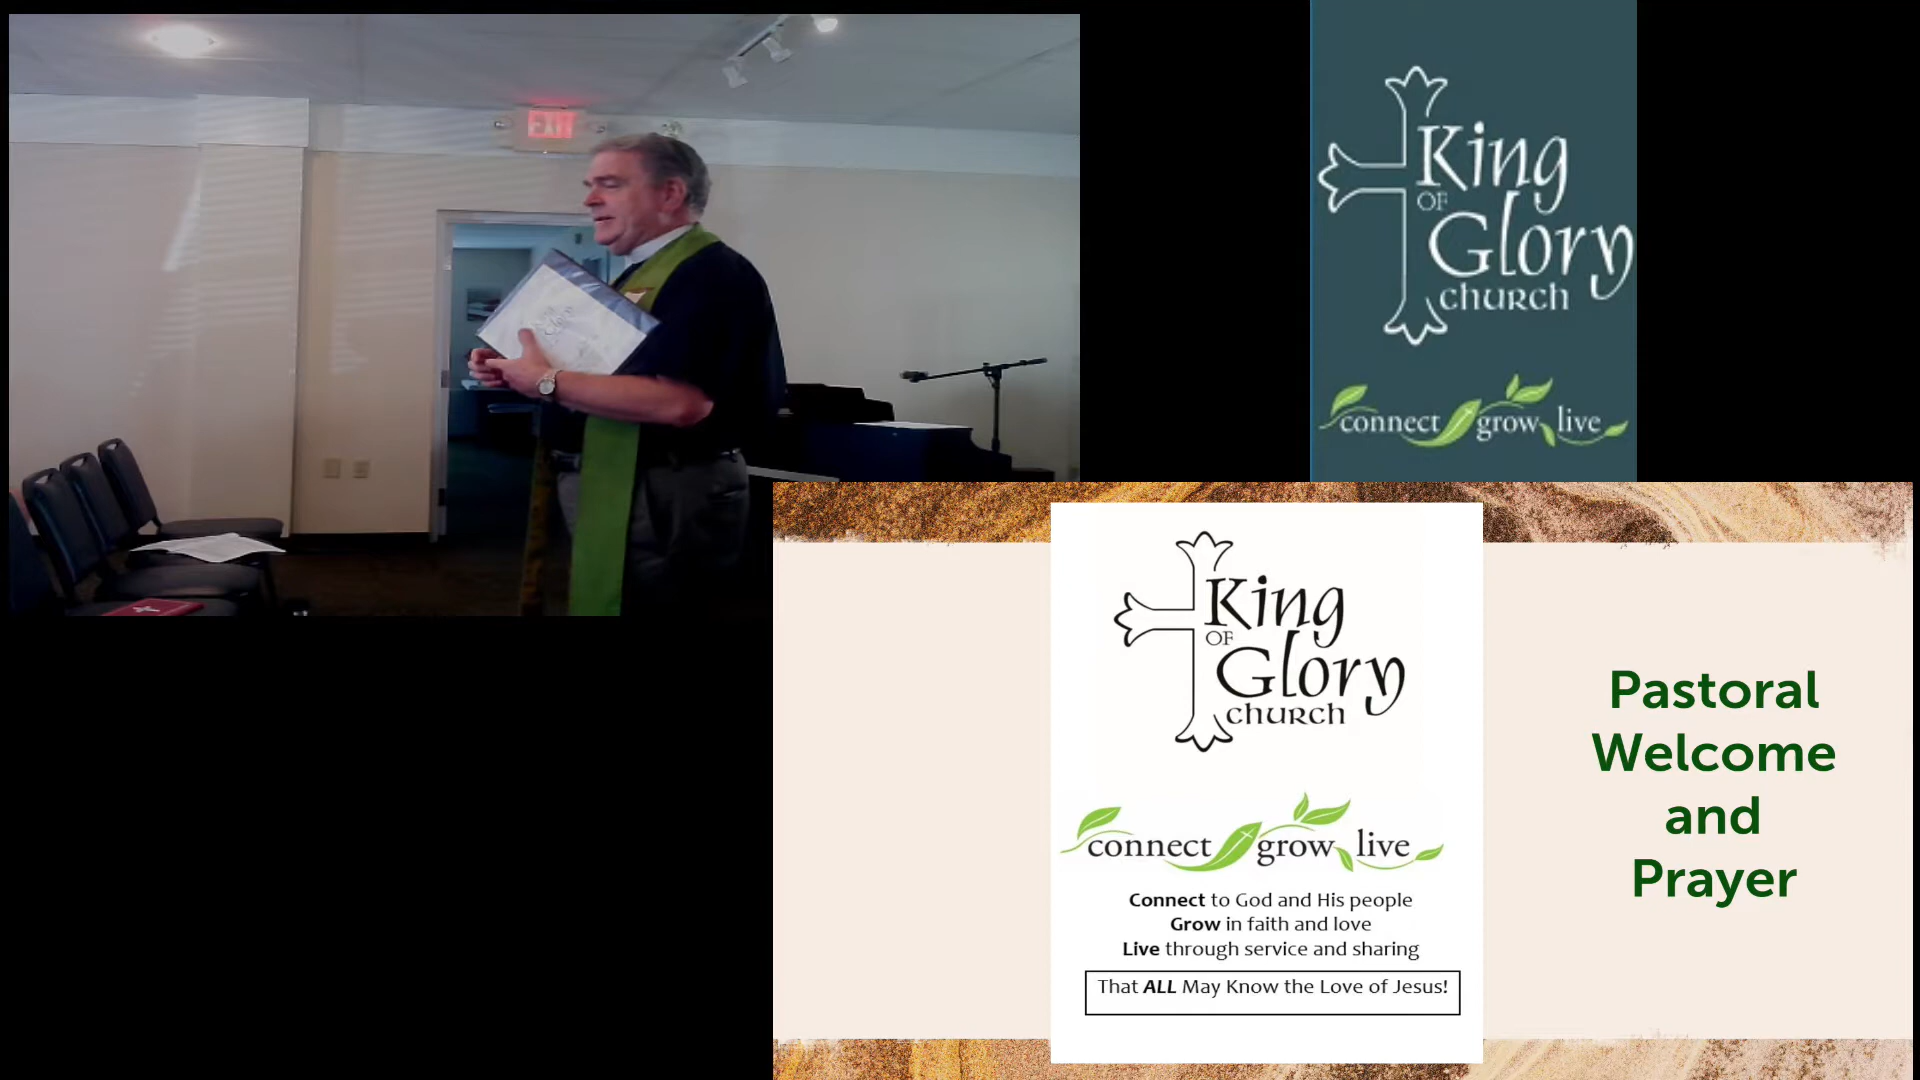 EXIT
King
OF
Glory
church
connect grow live
King
OF
Glory
church
connect grow live
Connect to God and His people
Grow in faith and love
Live through service and sharing
That ALL May Know the Love of Jesus!
Pastoral
Welcome
and
Prayer